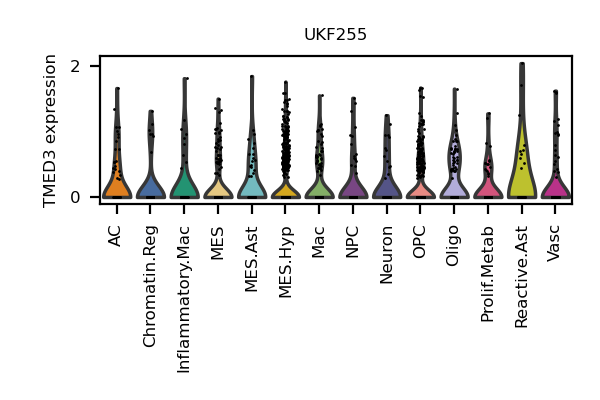 UKF255
TMED3 expression
2
0
AC
Chromatin.Reg
Inflammatory.Mac
MES
MES.Ast
MES.Hyp
Mac
NPC
Neuron
OPC
Oligo
Prolif.Metab
Reactive.Ast
Vasc